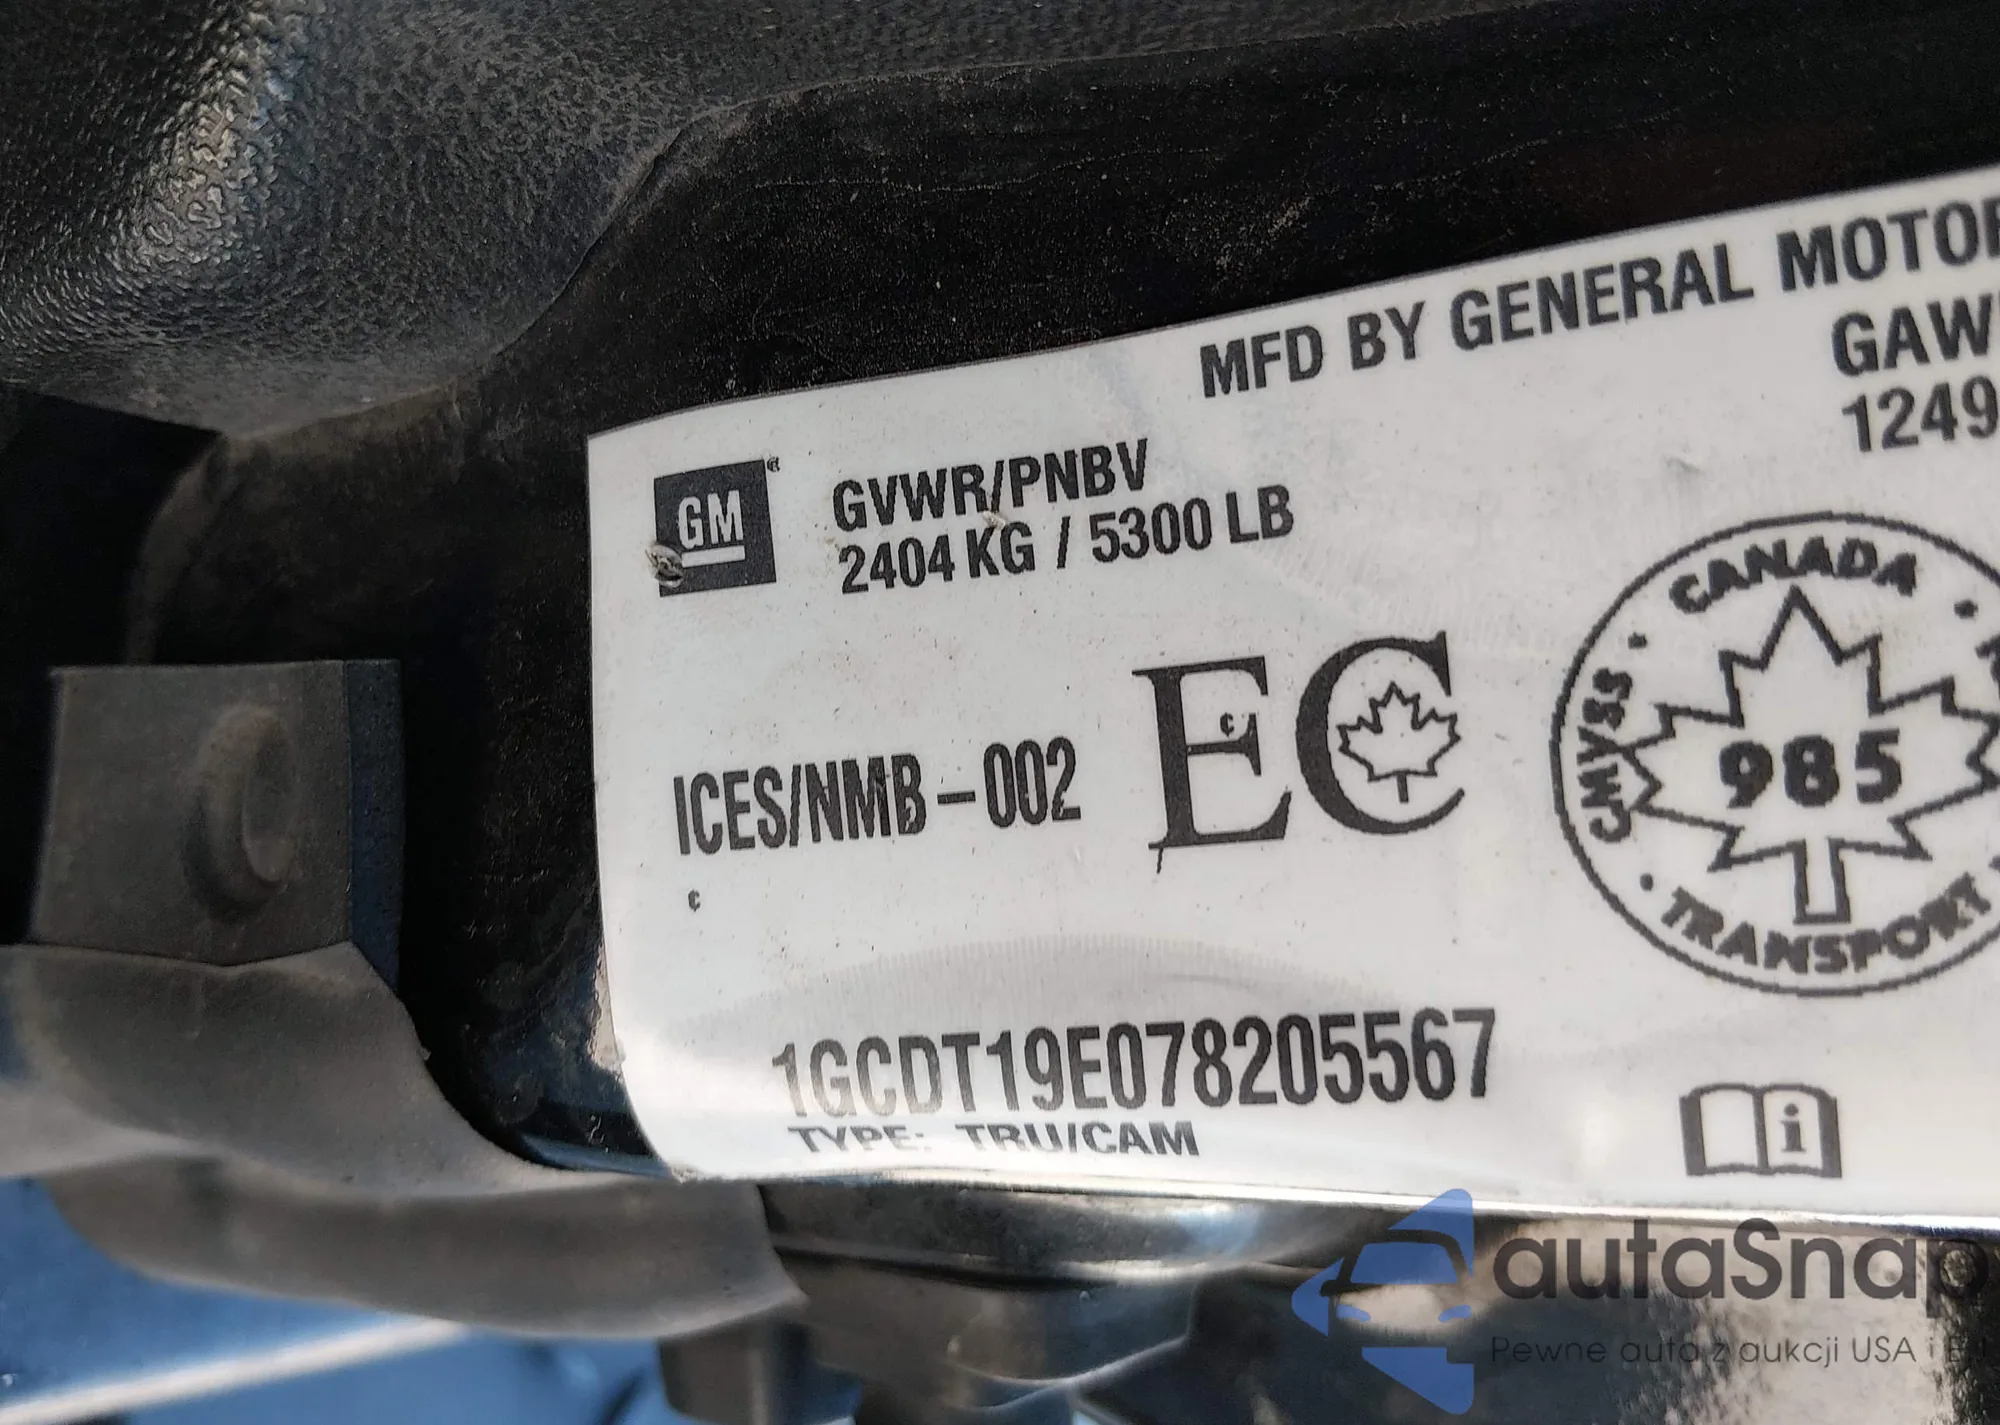 MFD BY GENERAL MOTOR
GAW
1249
GM
GVWR/PNBV
2404 KG / 5300 LB
ICES/NMB-002
EC
CANADA
CMVSS
985
TRANSPORT
1GCDT19E078205567
TYPE: TRU/CAM
i
autaSnap
Pewne auta z aukcji USA i